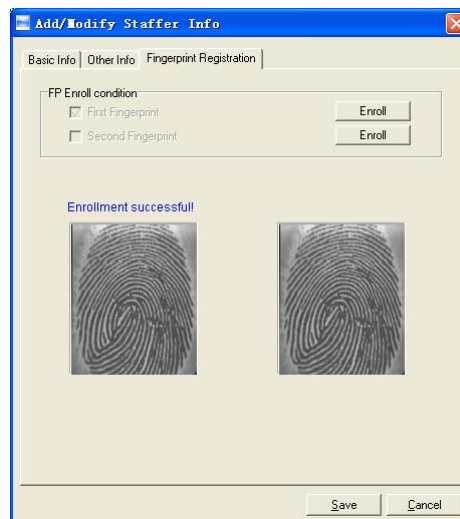 Add/Modify Staffer Info
Basic Info Other Info Fingerprint Registration
FP Enroll condition
First Fingerprint Enroll
Second Fingerprint Enroll
Enrollment successful!
Save Cancel